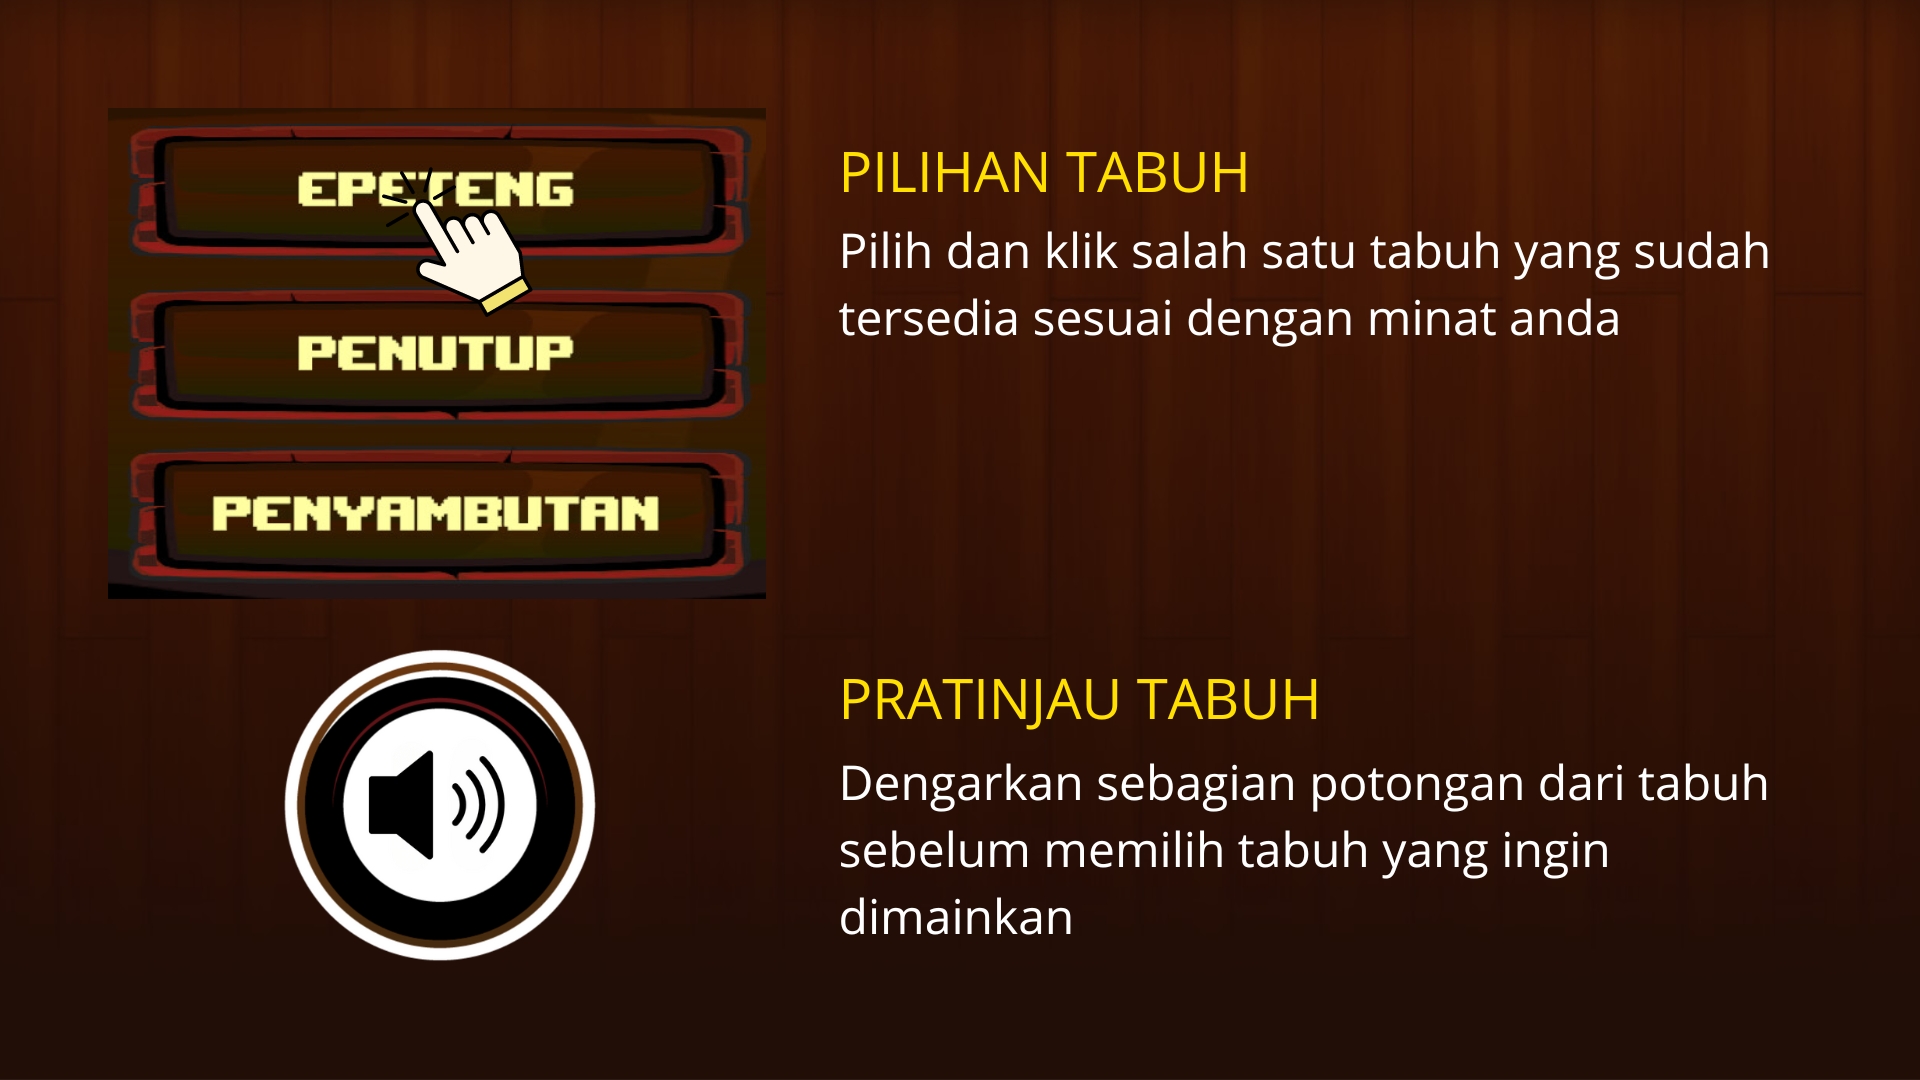 EPETENG
PENUTUP
PENYAMBUTAN
PILIHAN TABUH
Pilih dan klik salah satu tabuh yang sudah
tersedia sesuai dengan minat anda
PRATINJAU TABUH
Dengarkan sebagian potongan dari tabuh
sebelum memilih tabuh yang ingin
dimainkan